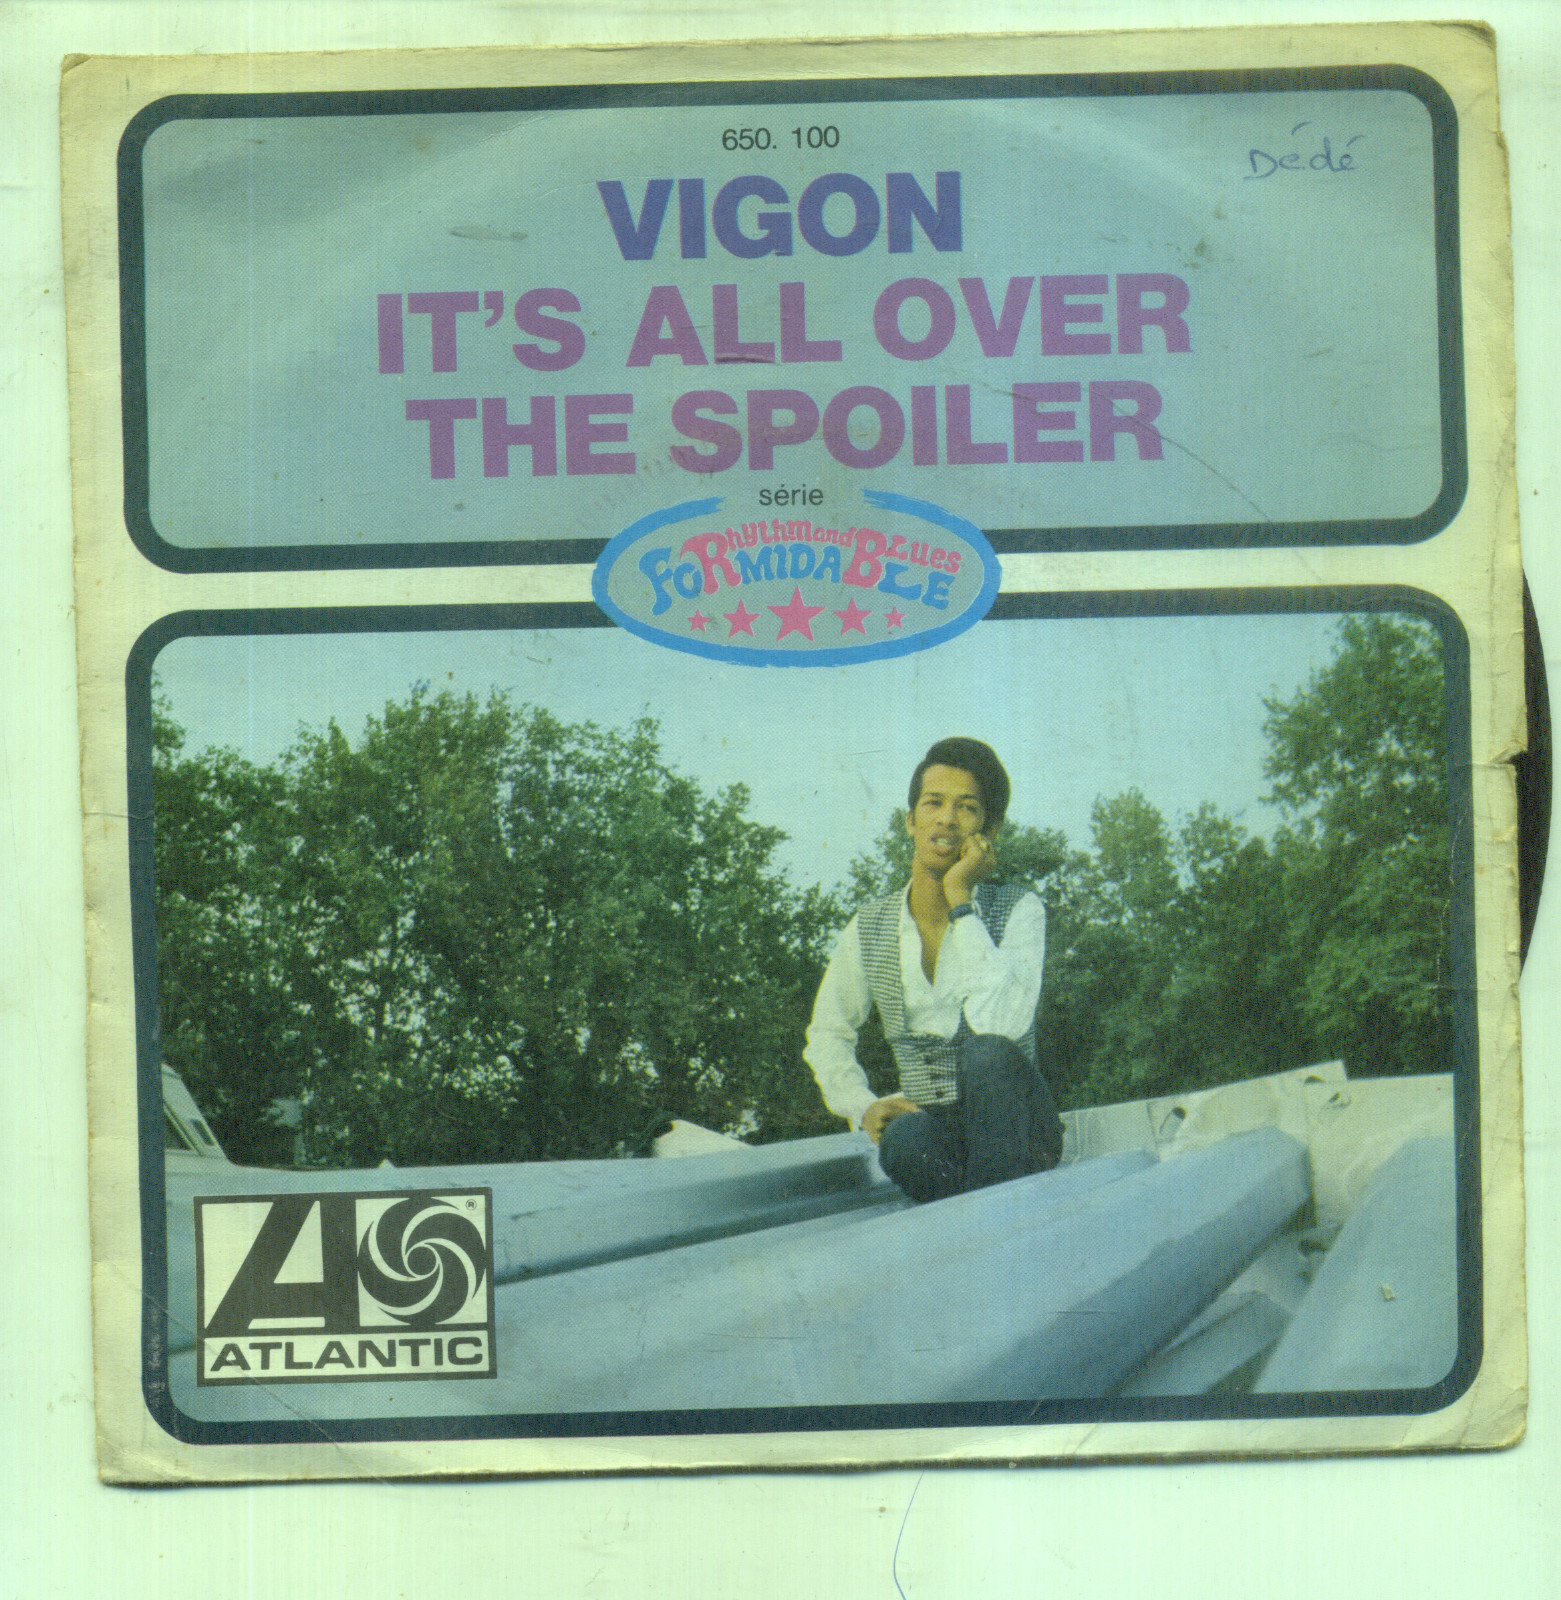 650. 100
Dédé
VIGON
IT'S ALL OVER
THE SPOILER
série
Rhythm and Blues
FORMIDABLE
®
ATLANTIC